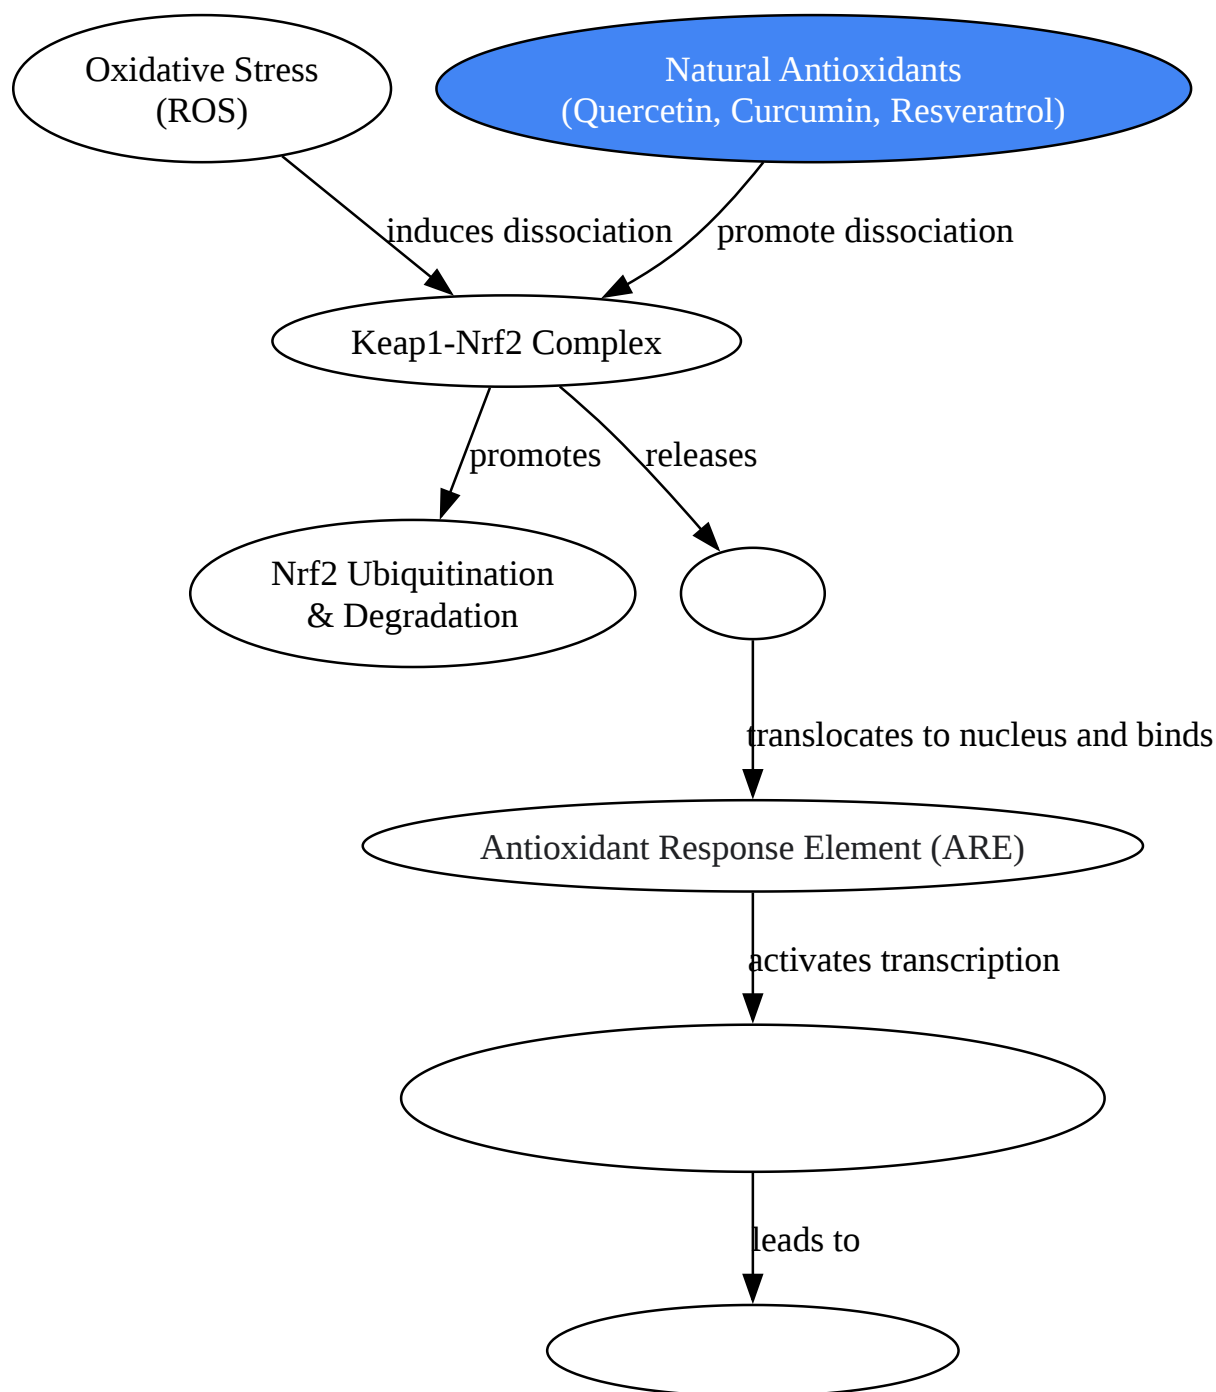 Oxidative Stress
(ROS)
Natural Antioxidants
(Quercetin, Curcumin, Resveratrol)
induces dissociation
promote dissociation
Keap1-Nrf2 Complex
promotes
releases
Nrf2 Ubiquitination
& Degradation
translocates to nucleus and binds
Antioxidant Response Element (ARE)
activates transcription
leads to